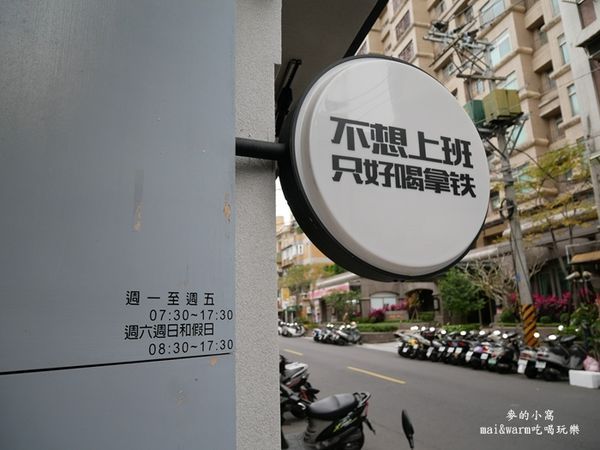 不想上班
只好喝拿铁
週一至週五
07:30~17:30
週六週日和假日
08:30~17:30
麥的小窩
mai&warm吃喝玩樂